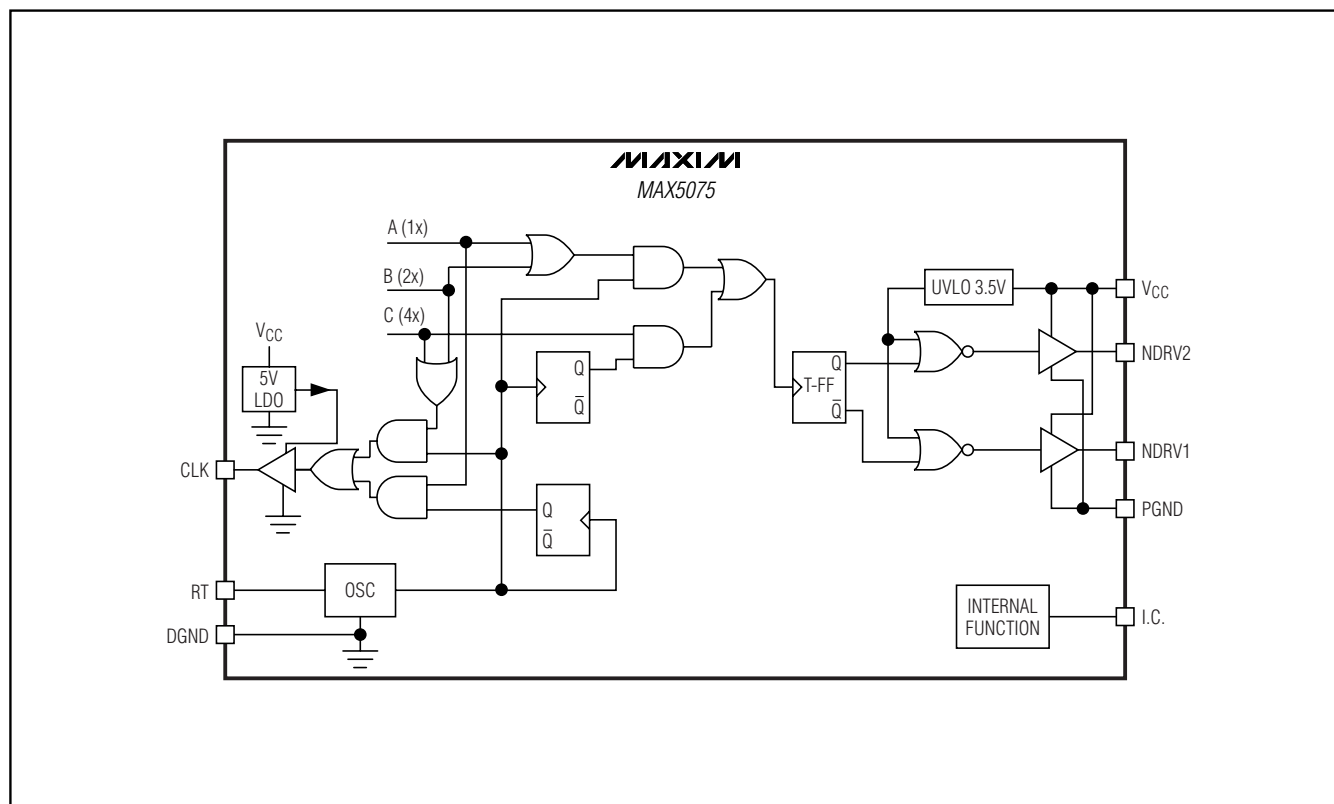 MAXIM
MAX5075
A (1x)
B (2x)
C (4x)
VCC
5V
LDO
CLK
RT
DGND
OSC
Q
Q̅
Q
Q̅
T-FF
Q
Q̅
UVLO 3.5V
VCC
NDRV2
NDRV1
PGND
INTERNAL
FUNCTION
I.C.